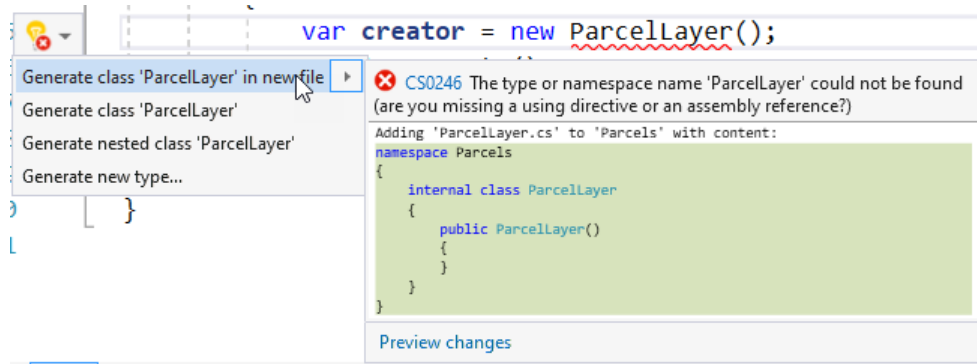 var creator = new ParcelLayer();
Generate class 'ParcelLayer' in new file
Generate class 'ParcelLayer'
Generate nested class 'ParcelLayer'
Generate new type...
}
CS0246 The type or namespace name 'ParcelLayer' could not be found
(are you missing a using directive or an assembly reference?)
Adding 'ParcelLayer.cs' to 'Parcels' with content:
namespace Parcels
{
internal class ParcelLayer
{
public ParcelLayer()
{
}
}
}
Preview changes